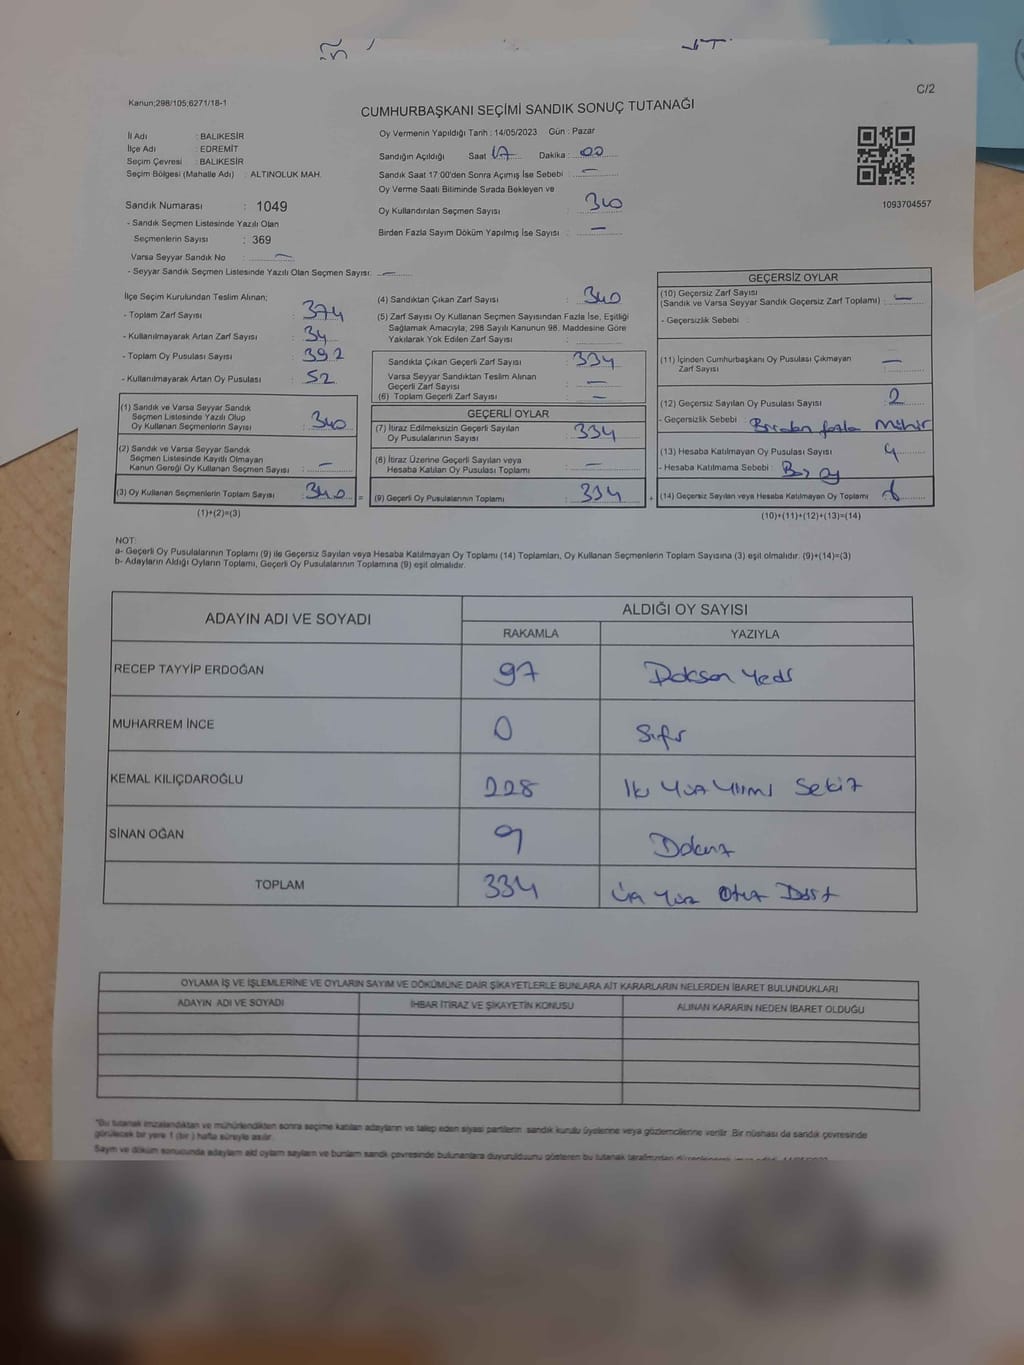 C/2
Kanun;298/105;6271/18-1
CUMHURBAŞKANI SEÇİMİ SANDIK SONUÇ TUTANAĞI
İl Adı : BALIKESİR
İlçe Adı : EDREMİT
Seçim Çevresi : BALIKESİR
Seçim Bölgesi (Mahalle Adı) : ALTINOLUK MAH.
Sandık Numarası : 1049
- Sandık Seçmen Listesinde Yazılı Olan
Seçmenlerin Sayısı : 369
Varsa Seyyar Sandık No : —
- Seyyar Sandık Seçmen Listesinde Yazılı Olan Seçmen Sayısı: —
Oy Vermenin Yapıldığı Tarih : 14/05/2023 Gün : Pazar
Sandığın Açıldığı Saat 17 Dakika : 00
Sandık Saat 17:00'den Sonra Açımış İse Sebebi : —
Oy Verme Saati Bitiminde Sırada Bekleyen ve
Oy Kullandırılan Seçmen Sayısı : 340
Birden Fazla Sayım Döküm Yapılmış İse Sayısı : —
1093704557
İlçe Seçim Kurulundan Teslim Alınan;
- Toplam Zarf Sayısı : 374
- Kullanılmayarak Artan Zarf Sayısı : 34
- Toplam Oy Pusulası Sayısı : 392
- Kullanılmayarak Artan Oy Pusulası : 52
(1) Sandık ve Varsa Seyyar Sandık
Seçmen Listesinde Yazılı Olup
Oy Kullanan Seçmenlerin Sayısı : 340
(2) Sandık ve Varsa Seyyar Sandık
Seçmen Listesinde Kayıtlı Olmayan
Kanun Gereği Oy Kullanan Seçmen Sayısı : —
(3) Oy Kullanan Seçmenlerin Toplam Sayısı : 340 =
(1)+(2)=(3)
(4) Sandıktan Çıkan Zarf Sayısı : 340
(5) Zarf Sayısı Oy Kullanan Seçmen Sayısından Fazla İse, Eşitliği
Sağlamak Amacıyla; 298 Sayılı Kanunun 98. Maddesine Göre
Yakılarak Yok Edilen Zarf Sayısı :
Sandıkta Çıkan Geçerli Zarf Sayısı : 334
Varsa Seyyar Sandıktan Teslim Alınan
Geçerli Zarf Sayısı : —
(6) Toplam Geçerli Zarf Sayısı : —
GEÇERLİ OYLAR
(7) İtiraz Edilmeksizin Geçerli Sayılan
Oy Pusulalarının Sayısı : 334
(8) İtiraz Üzerine Geçerli Sayılan veya
Hesaba Katılan Oy Pusulası Toplamı : —
(9) Geçerli Oy Pusulalarının Toplamı : 334 +
GEÇERSİZ OYLAR
(10) Geçersiz Zarf Sayısı
(Sandık ve Varsa Seyyar Sandık Geçersiz Zarf Toplamı) : —
- Geçersizlik Sebebi :
(11) İçinden Cumhurbaşkanı Oy Pusulası Çıkmayan
Zarf Sayısı : —
(12) Geçersiz Sayılan Oy Pusulası Sayısı : 2
- Geçersizlik Sebebi : Birden fazla Mühür
(13) Hesaba Katılmayan Oy Pusulası Sayısı : 4
- Hesaba Katılmama Sebebi : Boş oy
(14) Geçersiz Sayılan veya Hesaba Katılmayan Oy Toplamı : 6
(10)+(11)+(12)+(13)=(14)
NOT:
a- Geçerli Oy Pusulalarının Toplamı (9) ile Geçersiz Sayılan veya Hesaba Katılmayan Oy Toplamı (14) Toplamları, Oy Kullanan Seçmenlerin Toplam Sayısına (3) eşit olmalıdır. (9)+(14)=(3)
b- Adayların Aldığı Oyların Toplamı, Geçerli Oy Pusulalarının Toplamına (9) eşit olmalıdır.
ADAYIN ADI VE SOYADI
ALDIĞI OY SAYISI
RAKAMLA YAZIYLA
RECEP TAYYİP ERDOĞAN 97 Doksan Yedi
MUHARREM İNCE 0 Sıfır
KEMAL KILIÇDAROĞLU 228 İki Yüz Yirmi Sekiz
SİNAN OĞAN 9 Dokuz
TOPLAM 334 Üç Yüz Otuz Dört
OYLAMA İŞ VE İŞLEMLERİNE VE OYLARIN SAYIM VE DÖKÜMÜNE DAİR ŞİKAYETLERLE BUNLARA AİT KARARLARIN NELERDEN İBARET BULUNDUKLARI
ADAYIN ADI VE SOYADI İHBAR İTİRAZ VE ŞİKAYETİN KONUSU ALINAN KARARIN NEDEN İBARET OLDUĞU
"Bu tutanak imzalandıktan ve mühürlendikten sonra seçime katılan adayların ve talep eden siyasi partilerin sandık kurulu üyelerine veya gözlemcilerine verilir. Bir nüshası da sandık çevresinde
görülecek bir yere 1 (bir) hafta süreyle asılır.